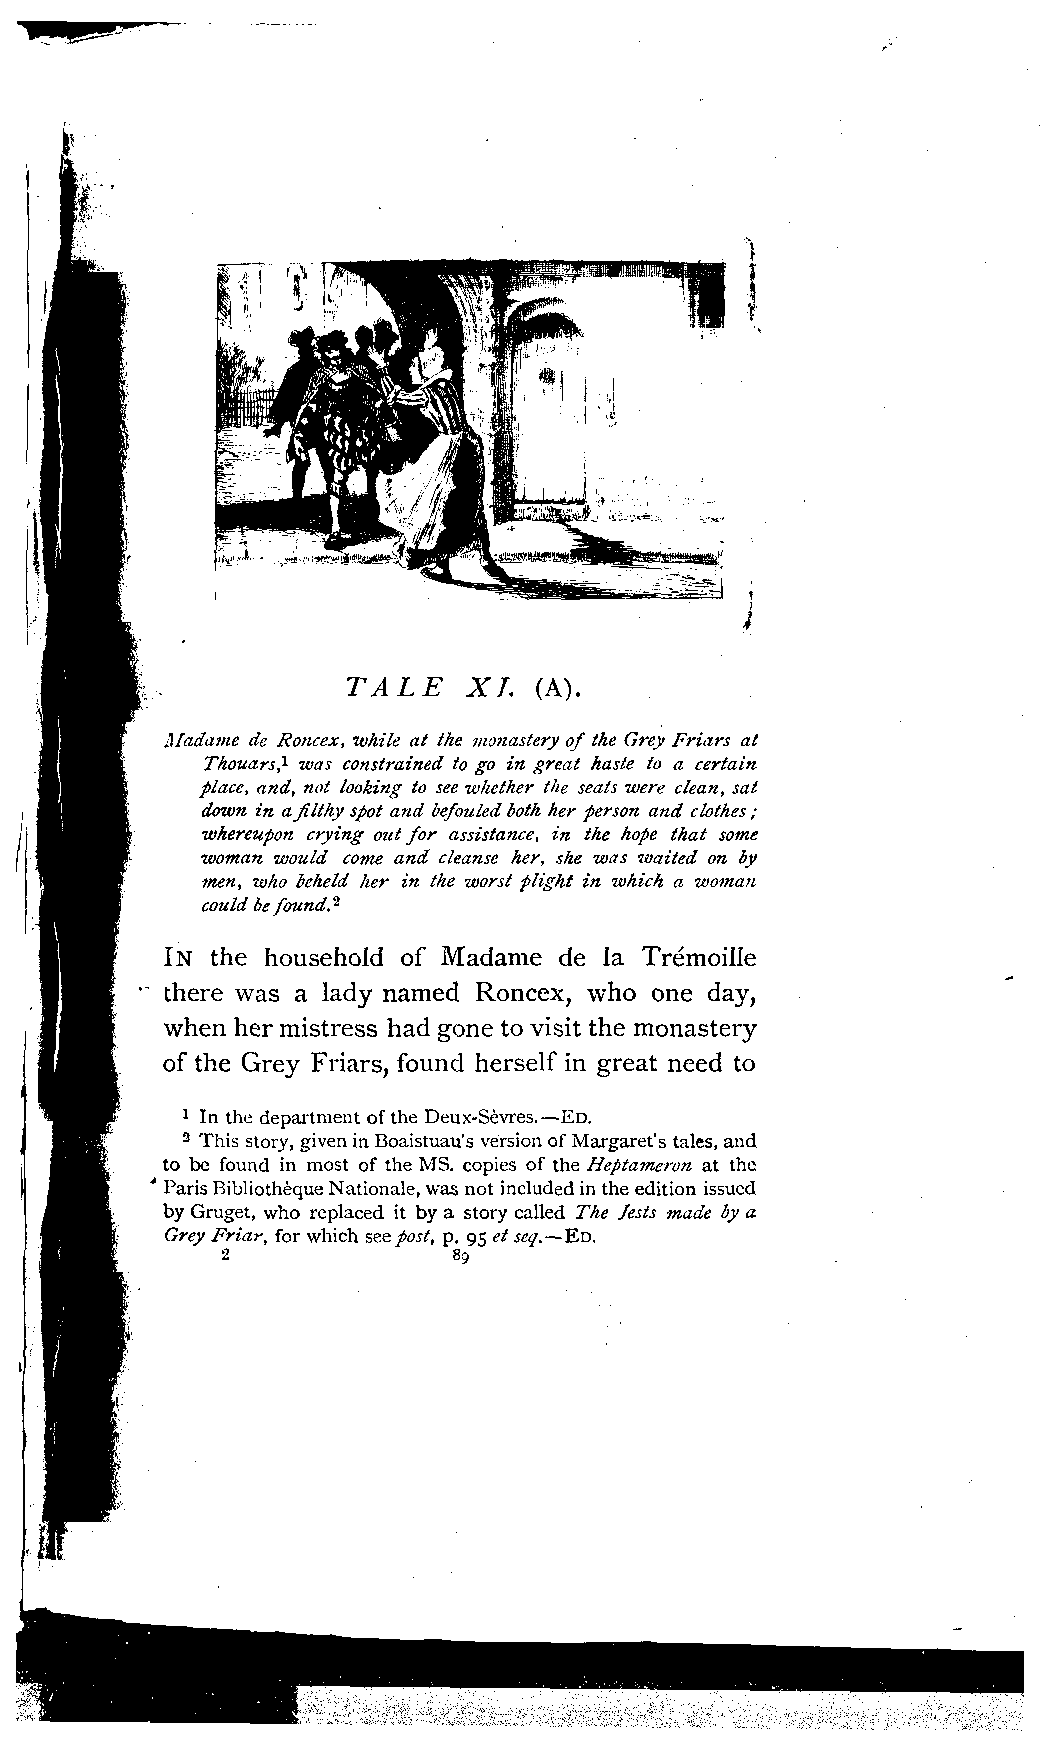 TALE XI. (A).
Madame de Roncex, while at the monastery of the Grey Friars at
Thouars,¹ was constrained to go in great haste to a certain
place, and, not looking to see whether the seats were clean, sat
down in a filthy spot and befouled both her person and clothes;
whereupon crying out for assistance, in the hope that some
woman would come and cleanse her, she was waited on by
men, who beheld her in the worst plight in which a woman
could be found.²
IN the household of Madame de la Trémoille
there was a lady named Roncex, who one day,
when her mistress had gone to visit the monastery
of the Grey Friars, found herself in great need to
¹ In the department of the Deux-Sèvres.—ED.
² This story, given in Boaistuau's version of Margaret's tales, and
to be found in most of the MS. copies of the Heptameron at the
Paris Bibliothèque Nationale, was not included in the edition issued
by Gruget, who replaced it by a story called The Jests made by a
Grey Friar, for which see post, p. 95 et seq.—ED.
2 89